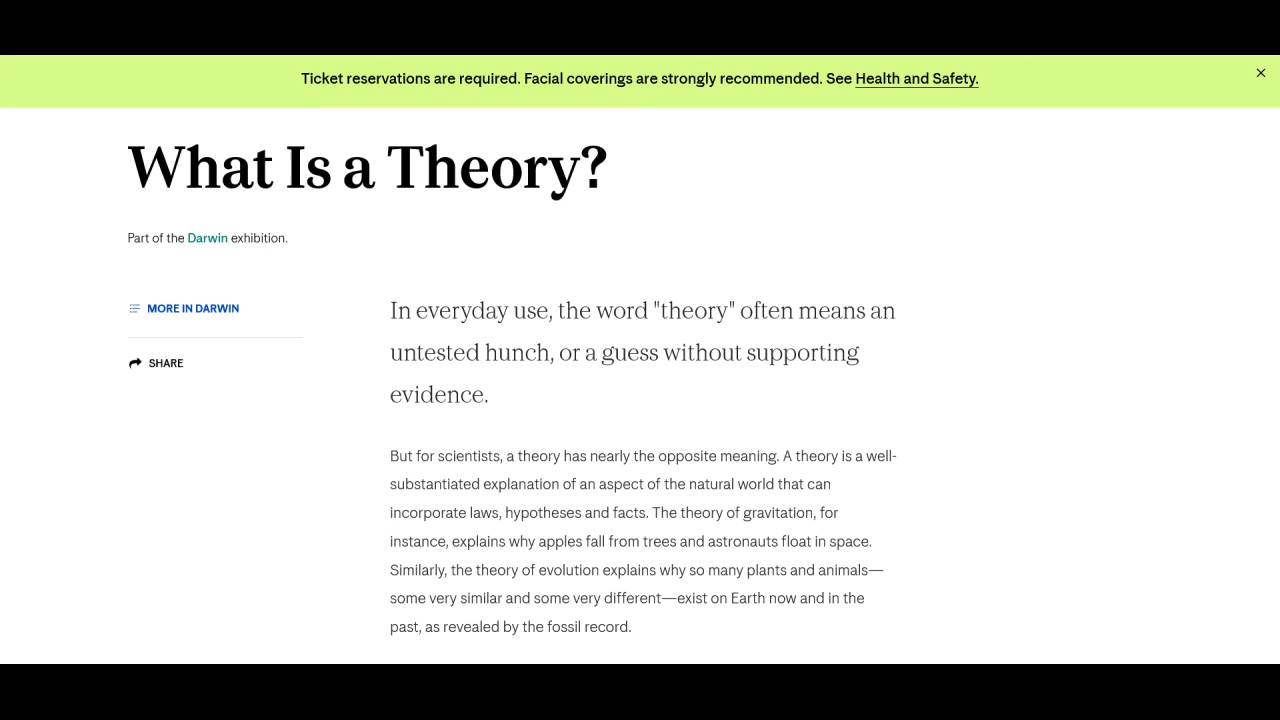 Ticket reservations are required. Facial coverings are strongly recommended. See Health and Safety.
What Is a Theory?
Part of the Darwin exhibition.
MORE IN DARWIN
SHARE
In everyday use, the word "theory" often means an
untested hunch, or a guess without supporting
evidence.
But for scientists, a theory has nearly the opposite meaning. A theory is a well-
substantiated explanation of an aspect of the natural world that can
incorporate laws, hypotheses and facts. The theory of gravitation, for
instance, explains why apples fall from trees and astronauts float in space.
Similarly, the theory of evolution explains why so many plants and animals—
some very similar and some very different—exist on Earth now and in the
past, as revealed by the fossil record.